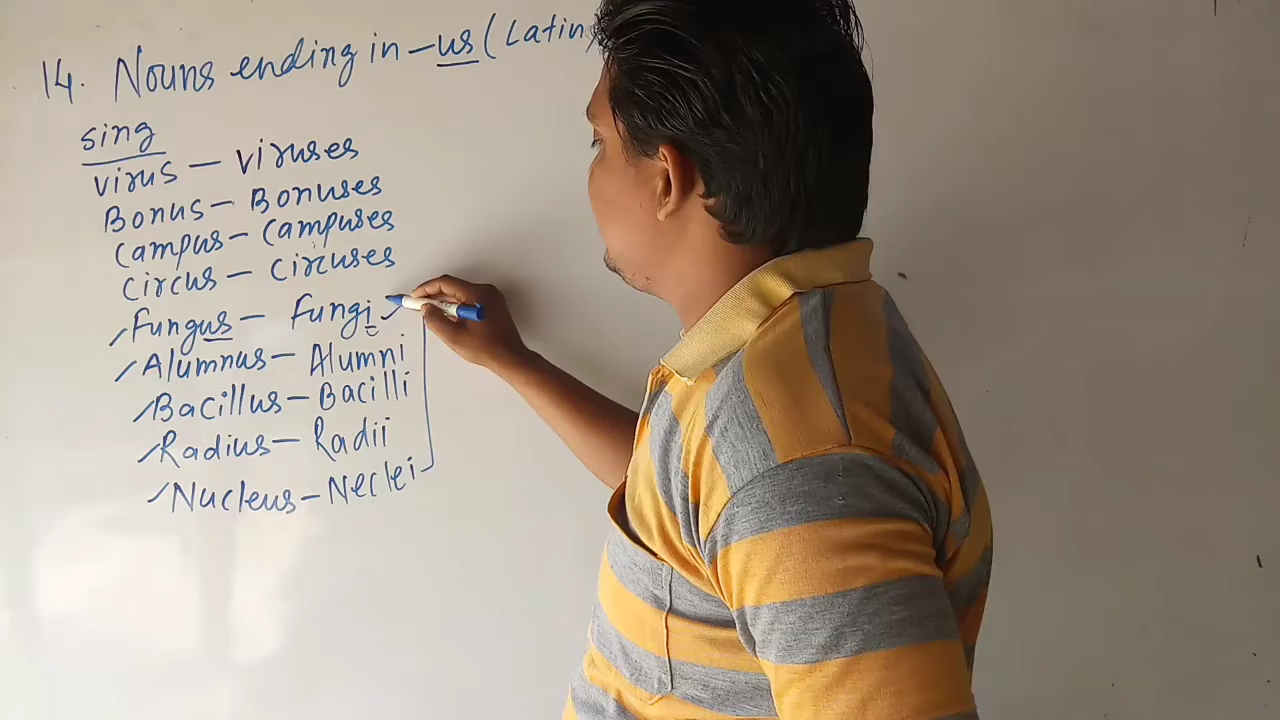 14. Nouns ending in -us (Latin)
sing
virus - viruses
Bonus - Bonuses
Campus - Campuses
Circus - Circuses
Fungus - Fungi
Alumnus - Alumni
Bacillus - Bacilli
Radius - Radii
Nucleus - Neclei